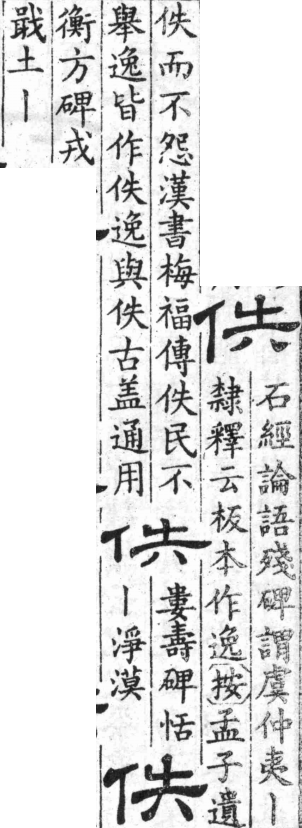 佚
石經論語殘碑謂虞仲夷丨
隸釋云板本作逸按孟子遺
佚而不怨漢書梅福傳佚民不
舉逸皆作佚逸與佚古盖通用
佚
婁壽碑恬
丨淨漠
佚
衡方碑戎
戢土丨